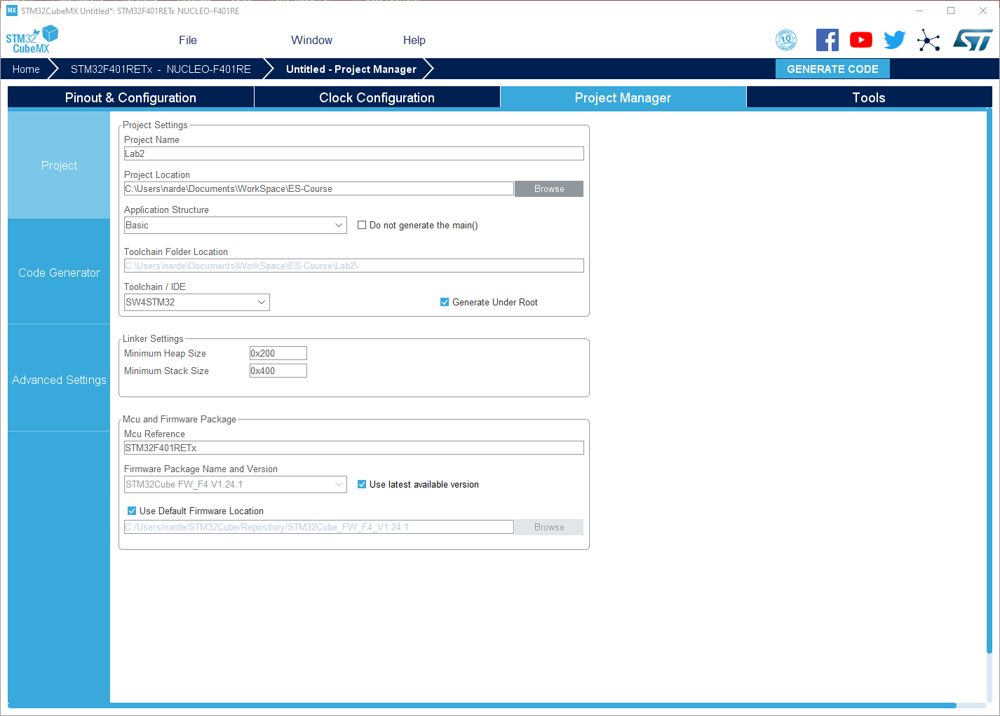 MX STM32CubeMX Untitled*: STM32F401RETx NUCLEO-F401RE
STM32
CubeMX
File Window Help
10
ST
Home STM32F401RETx - NUCLEO-F401RE Untitled - Project Manager GENERATE CODE
Pinout & Configuration Clock Configuration Project Manager Tools
Project
Code Generator
Advanced Settings
Project Settings
Project Name
Lab2
Project Location
C:\Users\narde\Documents\WorkSpace\ES-Course Browse
Application Structure
Basic Do not generate the main()
Toolchain Folder Location
C:\Users\narde\Documents\WorkSpace\ES-Course\Lab2\
Toolchain / IDE
SW4STM32 Generate Under Root
Linker Settings
Minimum Heap Size 0x200
Minimum Stack Size 0x400
Mcu and Firmware Package
Mcu Reference
STM32F401RETx
Firmware Package Name and Version
STM32Cube FW_F4 V1.24.1 Use latest available version
Use Default Firmware Location
C:/Users/narde/STM32Cube/Repository/STM32Cube_FW_F4_V1.24.1 Browse